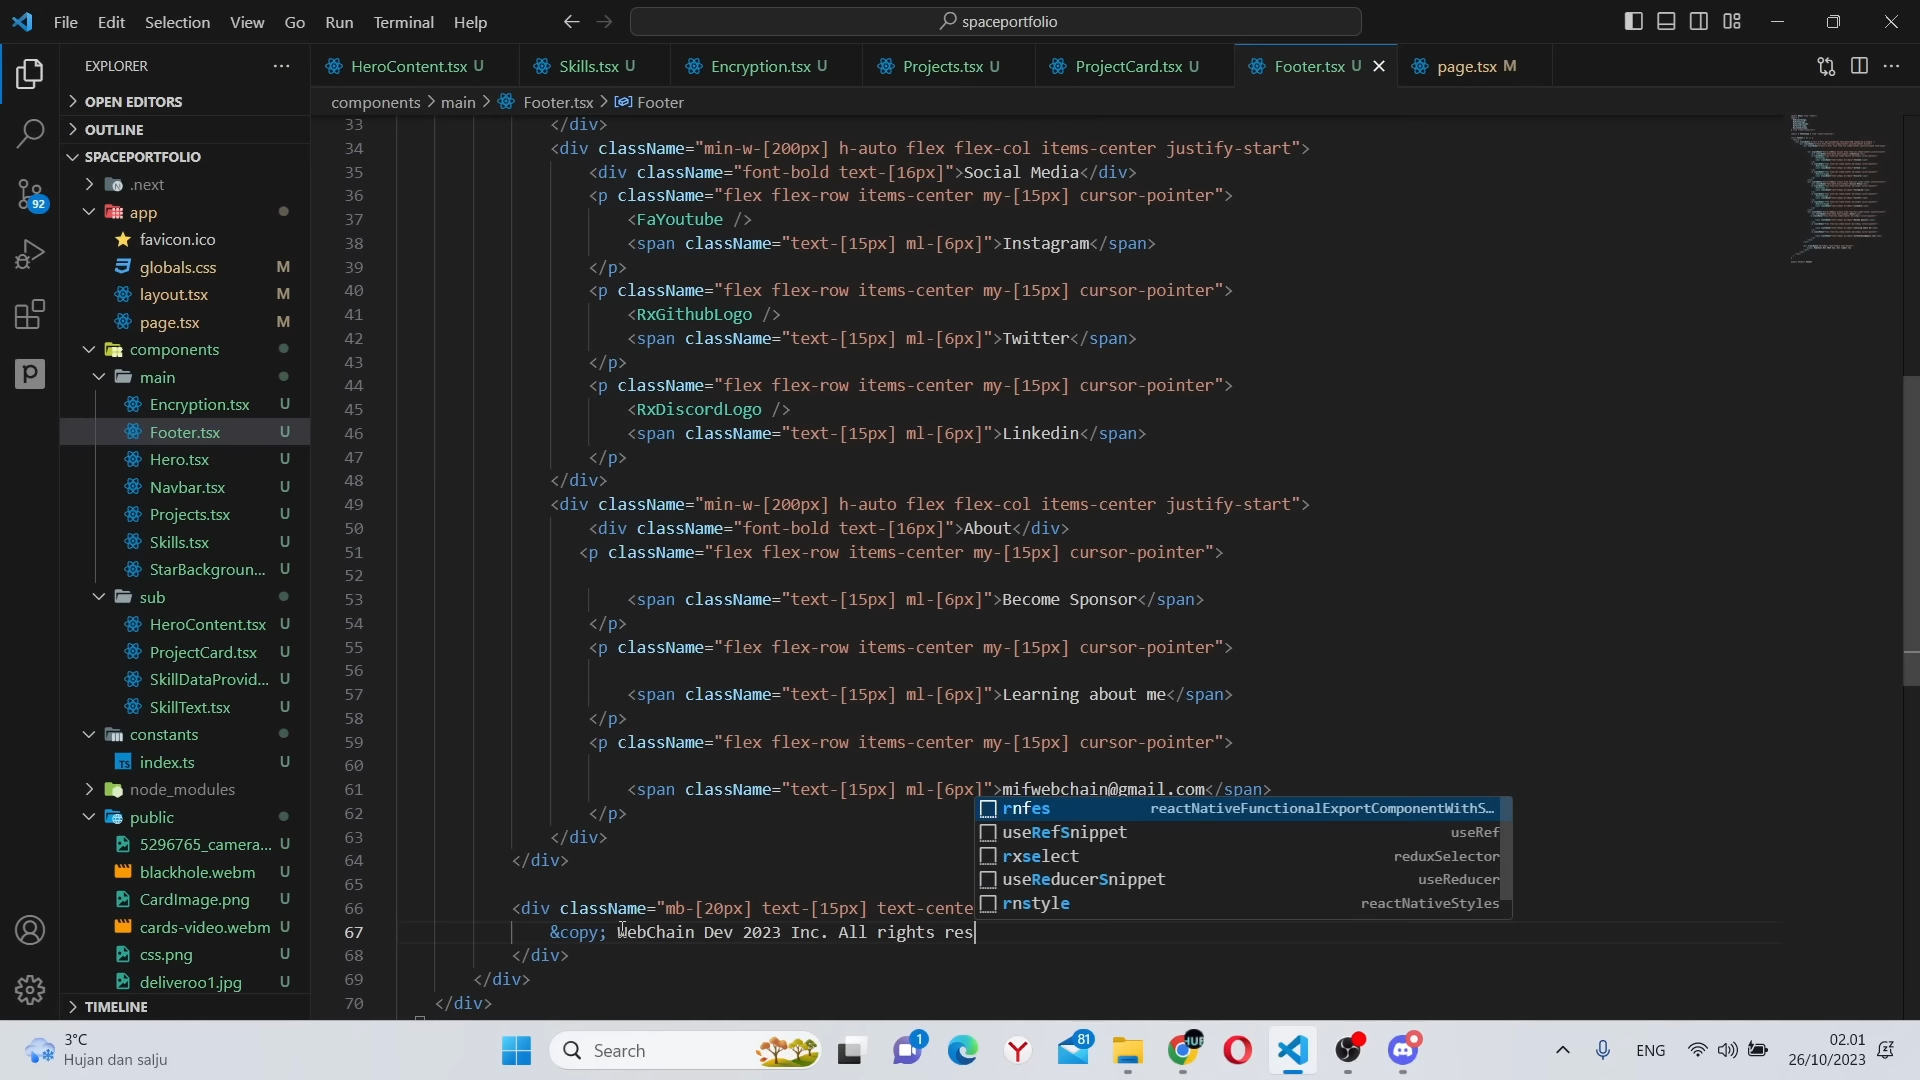 File Edit Selection View Go Run Terminal Help
spaceportfolio
EXPLORER
HeroContent.tsx U
Skills.tsx U
Encryption.tsx U
Projects.tsx U
ProjectCard.tsx U
Footer.tsx U
page.tsx M
OPEN EDITORS
OUTLINE
SPACEPORTFOLIO
.next
app
favicon.ico
globals.css M
layout.tsx M
page.tsx M
components
main
Encryption.tsx U
Footer.tsx U
Hero.tsx U
Navbar.tsx U
Projects.tsx U
Skills.tsx U
StarBackgroun... U
sub
HeroContent.tsx U
ProjectCard.tsx U
SkillDataProvid... U
SkillText.tsx U
constants
index.ts U
node_modules
public
5296765_camera... U
blackhole.webm U
CardImage.png U
cards-video.webm U
css.png U
deliveroo1.jpg U
TIMELINE
92
components > main > Footer.tsx > Footer
33 </div>
34 <div className="min-w-[200px] h-auto flex flex-col items-center justify-start">
35 <div className="font-bold text-[16px]">Social Media</div>
36 <p className="flex flex-row items-center my-[15px] cursor-pointer">
37 <FaYoutube />
38 <span className="text-[15px] ml-[6px]">Instagram</span>
39 </p>
40 <p className="flex flex-row items-center my-[15px] cursor-pointer">
41 <RxGithubLogo />
42 <span className="text-[15px] ml-[6px]">Twitter</span>
43 </p>
44 <p className="flex flex-row items-center my-[15px] cursor-pointer">
45 <RxDiscordLogo />
46 <span className="text-[15px] ml-[6px]">Linkedin</span>
47 </p>
48 </div>
49 <div className="min-w-[200px] h-auto flex flex-col items-center justify-start">
50 <div className="font-bold text-[16px]">About</div>
51 <p className="flex flex-row items-center my-[15px] cursor-pointer">
52
53 <span className="text-[15px] ml-[6px]">Become Sponsor</span>
54 </p>
55 <p className="flex flex-row items-center my-[15px] cursor-pointer">
56
57 <span className="text-[15px] ml-[6px]">Learning about me</span>
58 </p>
59 <p className="flex flex-row items-center my-[15px] cursor-pointer">
60
61 <span className="text-[15px] ml-[6px]">mifwebchain@gmail.com</span>
62 </p>
63 </div>
64 </div>
65
66 <div className="mb-[20px] text-[15px] text-cente
67 &copy; WebChain Dev 2023 Inc. All rights res
68 </div>
69 </div>
70 </div>
rnfes reactNativeFunctionalExportComponentWithS...
useRefSnippet useRef
rxselect reduxSelector
useReducerSnippet useReducer
rnstyle reactNativeStyles
3°C
Hujan dan salju
Search
1
81
HUB
ENG
02.01
26/10/2023